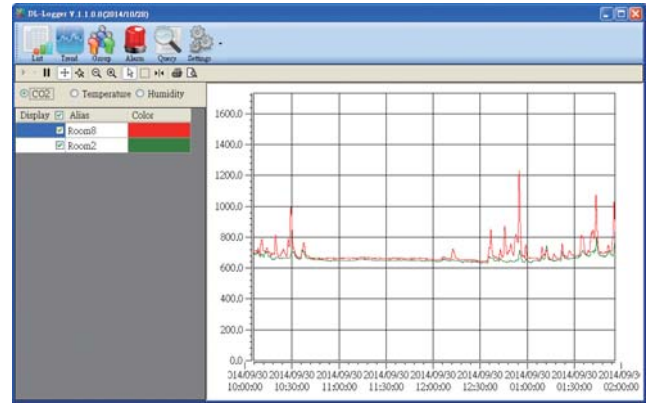 DL-Logger V.1.1.0.0(2014/10/28)
List Trend Group Alarm Query Settings
CO2 Temperature Humidity
Display Alias Color
Room8
Room2
1600.0
1400.0
1200.0
1000.0
800.0
600.0
400.0
200.0
0.0
014/09/30 2014/09/30 2014/09/30 2014/09/30 2014/09/30 2014/09/30 2014/09/30 2014/09/30 2014/09/3
10:00:00 10:30:00 11:00:00 11:30:00 12:00:00 12:30:00 01:00:00 01:30:00 02:00:00